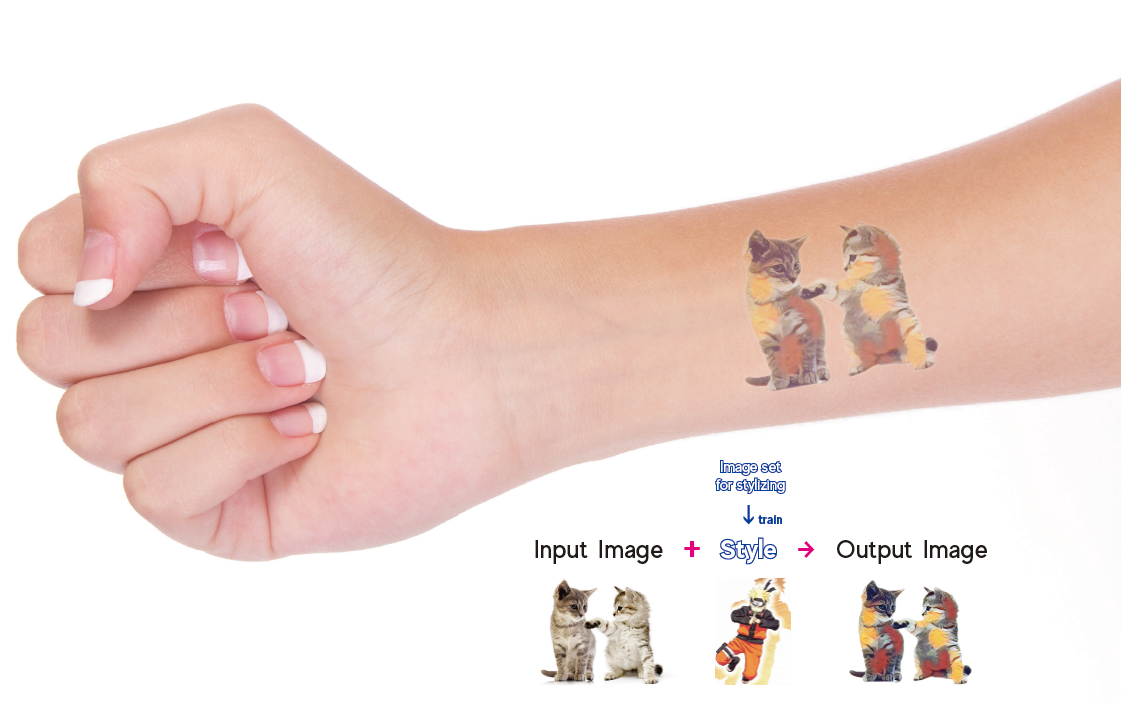 Image set
for stylizing
↓ train
Input Image + Style → Output Image